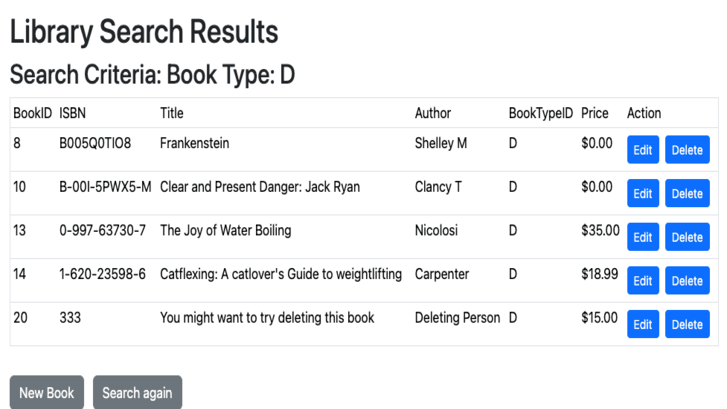 Library Search Results
Search Criteria: Book Type: D
BookID ISBN Title Author BookTypeID Price Action
8 B005Q0TIO8 Frankenstein Shelley M D $0.00 Edit Delete
10 B-00I-5PWX5-M Clear and Present Danger: Jack Ryan Clancy T D $0.00 Edit Delete
13 0-997-63730-7 The Joy of Water Boiling Nicolosi D $35.00 Edit Delete
14 1-620-23598-6 Catflexing: A catlover's Guide to weightlifting Carpenter D $18.99 Edit Delete
20 333 You might want to try deleting this book Deleting Person D $15.00 Edit Delete
New Book Search again